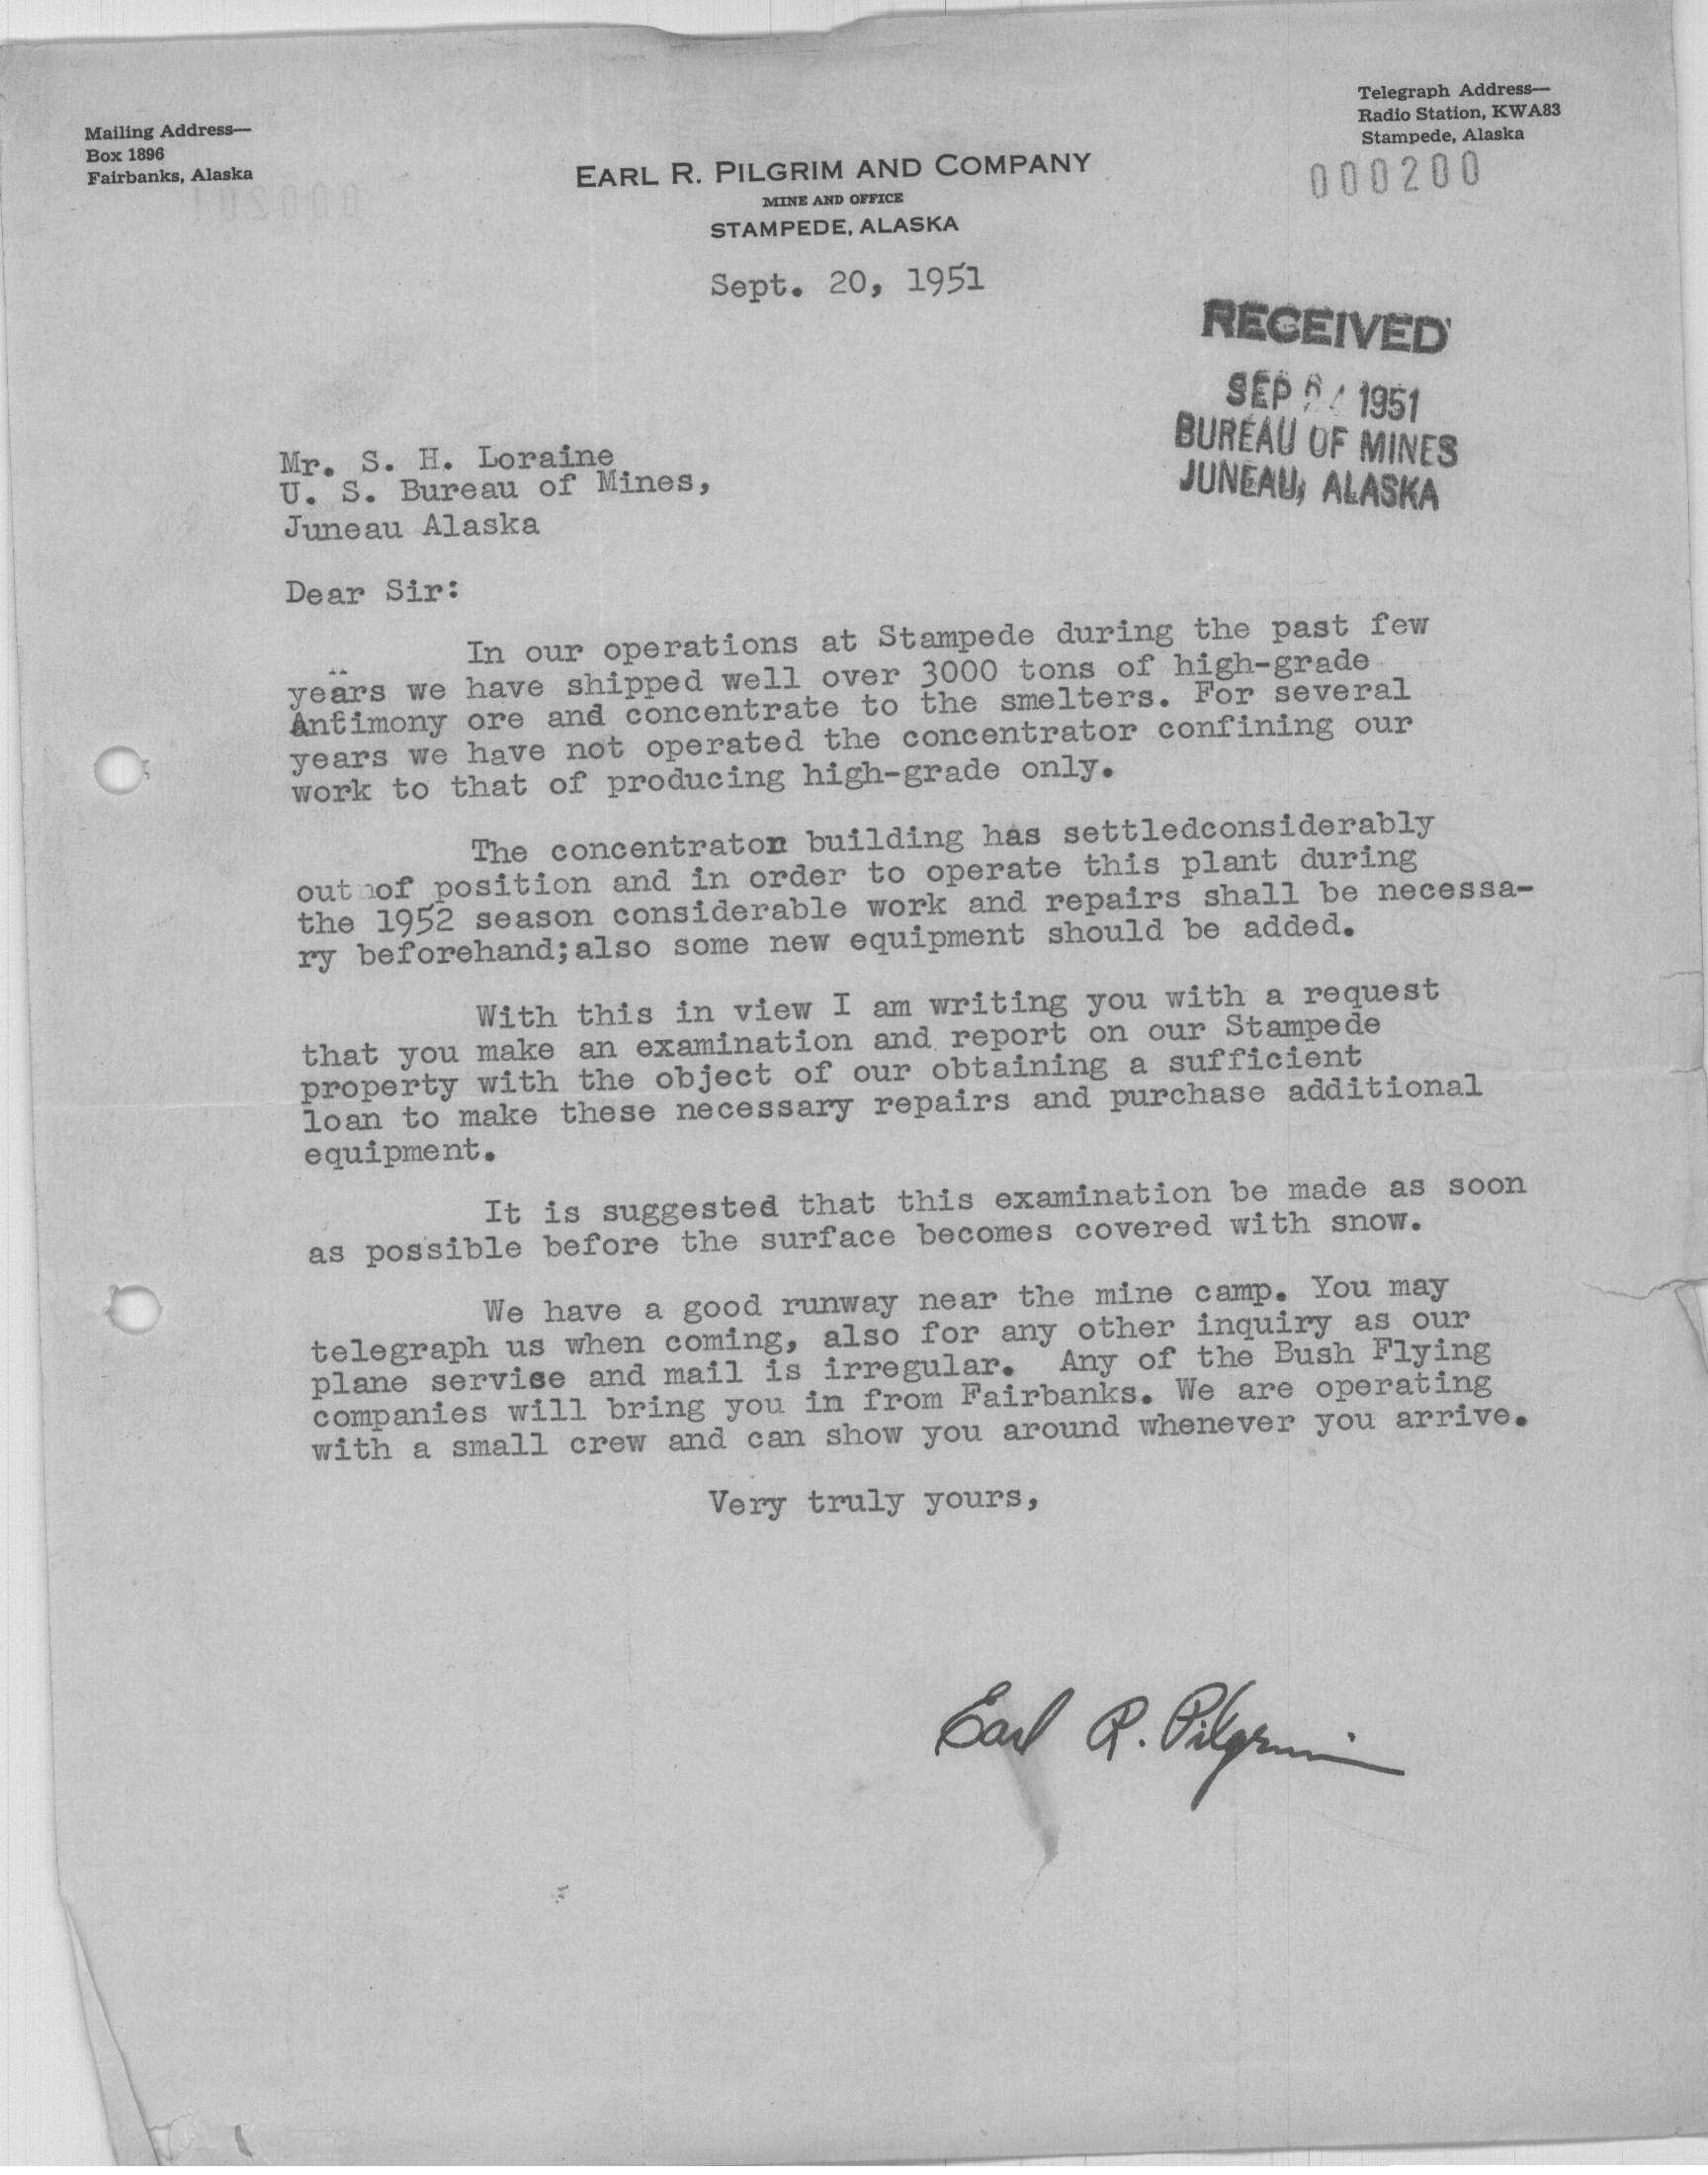 Mailing Address—
Box 1896
Fairbanks, Alaska
Telegraph Address—
Radio Station, KWA83
Stampede, Alaska
000200
EARL R. PILGRIM AND COMPANY
MINE AND OFFICE
STAMPEDE, ALASKA
Sept. 20, 1951
RECEIVED
SEP 1951
BUREAU OF MINES
JUNEAU, ALASKA
Mr. S. H. Loraine
U. S. Bureau of Mines,
Juneau Alaska
Dear Sir:
In our operations at Stampede during the past few
years we have shipped well over 3000 tons of high-grade
Antimony ore and concentrate to the smelters. For several
years we have not operated the concentrator confining our
work to that of producing high-grade only.
The concentraton building has settledconsiderably
out of position and in order to operate this plant during
the 1952 season considerable work and repairs shall be necessa-
ry beforehand;also some new equipment should be added.
With this in view I am writing you with a request
that you make an examination and report on our Stampede
property with the object of our obtaining a sufficient
loan to make these necessary repairs and purchase additional
equipment.
It is suggested that this examination be made as soon
as possible before the surface becomes covered with snow.
We have a good runway near the mine camp. You may
telegraph us when coming, also for any other inquiry as our
plane servise and mail is irregular. Any of the Bush Flying
companies will bring you in from Fairbanks. We are operating
with a small crew and can show you around whenever you arrive.
Very truly yours,
Earl R. Pilgrim